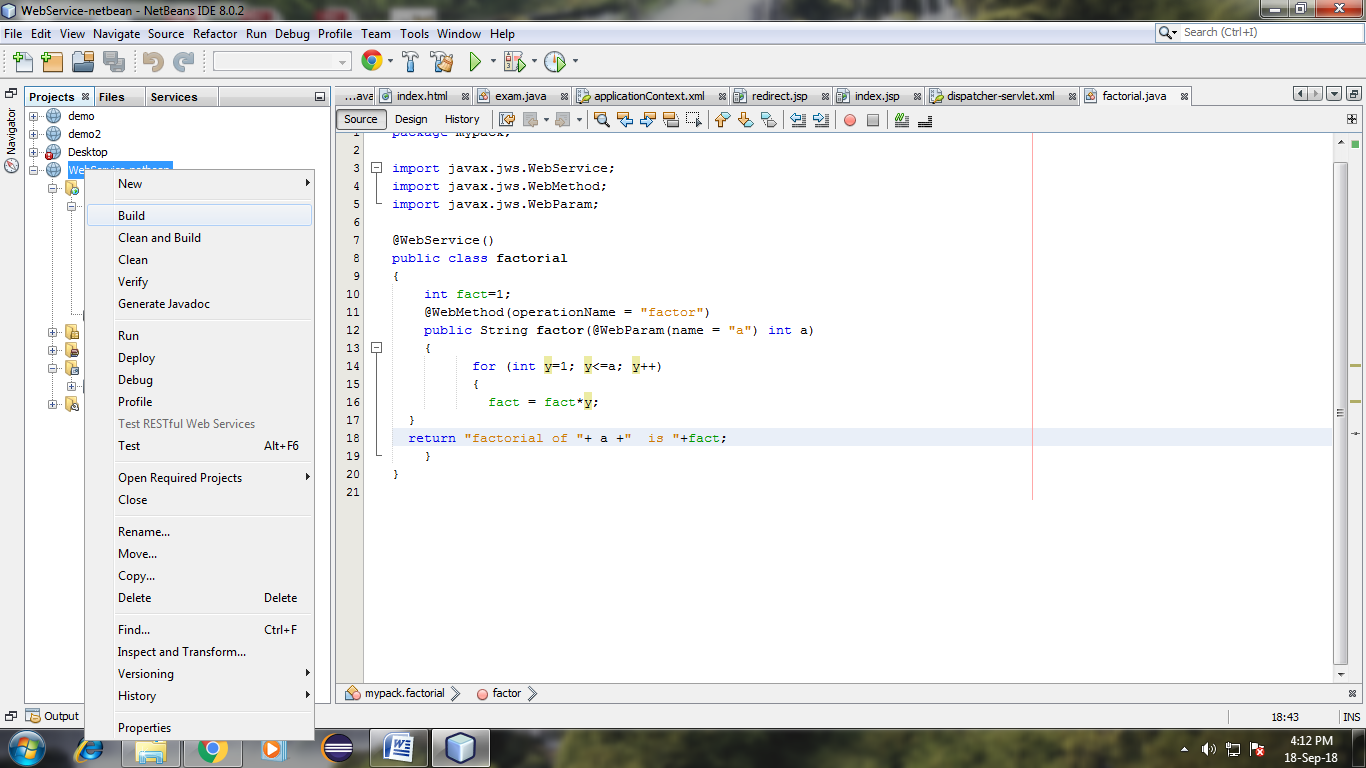 WebService-netbean - NetBeans IDE 8.0.2
File Edit View Navigate Source Refactor Run Debug Profile Team Tools Window Help
Search (Ctrl+I)
Projects Files Services
Navigator
demo
demo2
Desktop
WebService-netbean
New
Build
Clean and Build
Clean
Verify
Generate Javadoc
Run
Deploy
Debug
Profile
Test RESTful Web Services
Test Alt+F6
Open Required Projects
Close
Rename...
Move...
Copy...
Delete Delete
Find... Ctrl+F
Inspect and Transform...
Versioning
History
Properties
Output
...ava index.html exam.java applicationContext.xml redirect.jsp index.jsp dispatcher-servlet.xml factorial.java
Source Design History
1 package mypack;
2
3 import javax.jws.WebService;
4 import javax.jws.WebMethod;
5 import javax.jws.WebParam;
6
7 @WebService()
8 public class factorial
9 {
10 int fact=1;
11 @WebMethod(operationName = "factor")
12 public String factor(@WebParam(name = "a") int a)
13 {
14 for (int y=1; y<=a; y++)
15 {
16 fact = fact*y;
17 }
18 return "factorial of "+ a +"  is "+fact;
19 }
20 }
21
mypack.factorial factor
18:43 INS
4:12 PM
18-Sep-18